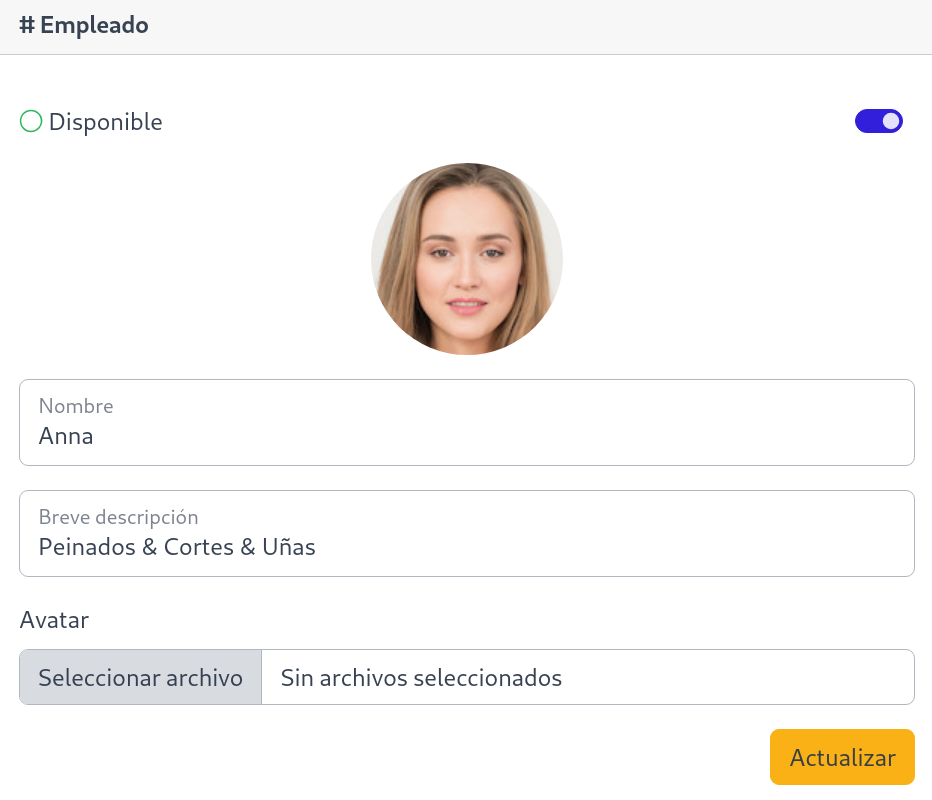 # Empleado
Disponible
Nombre
Anna
Breve descripción
Peinados & Cortes & Uñas
Avatar
Seleccionar archivo Sin archivos seleccionados
Actualizar